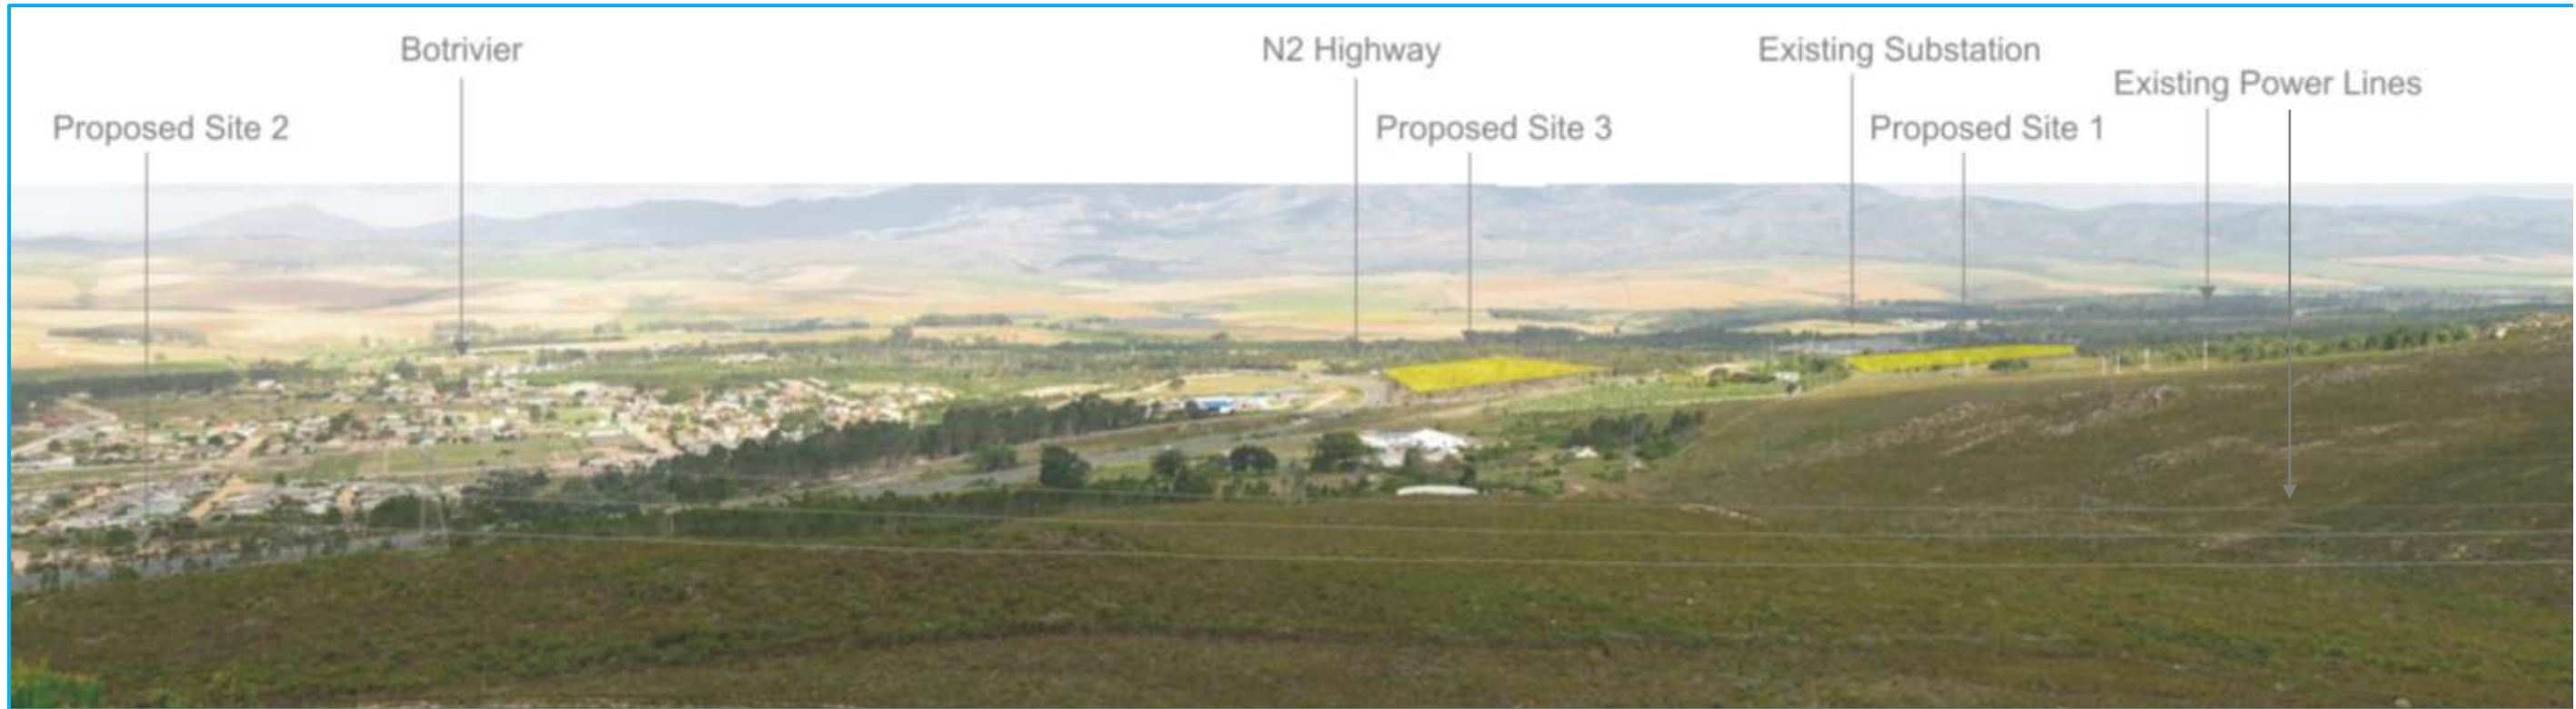 Botrivier
N2 Highway
Existing Substation
Existing Power Lines
Proposed Site 2
Proposed Site 3
Proposed Site 1